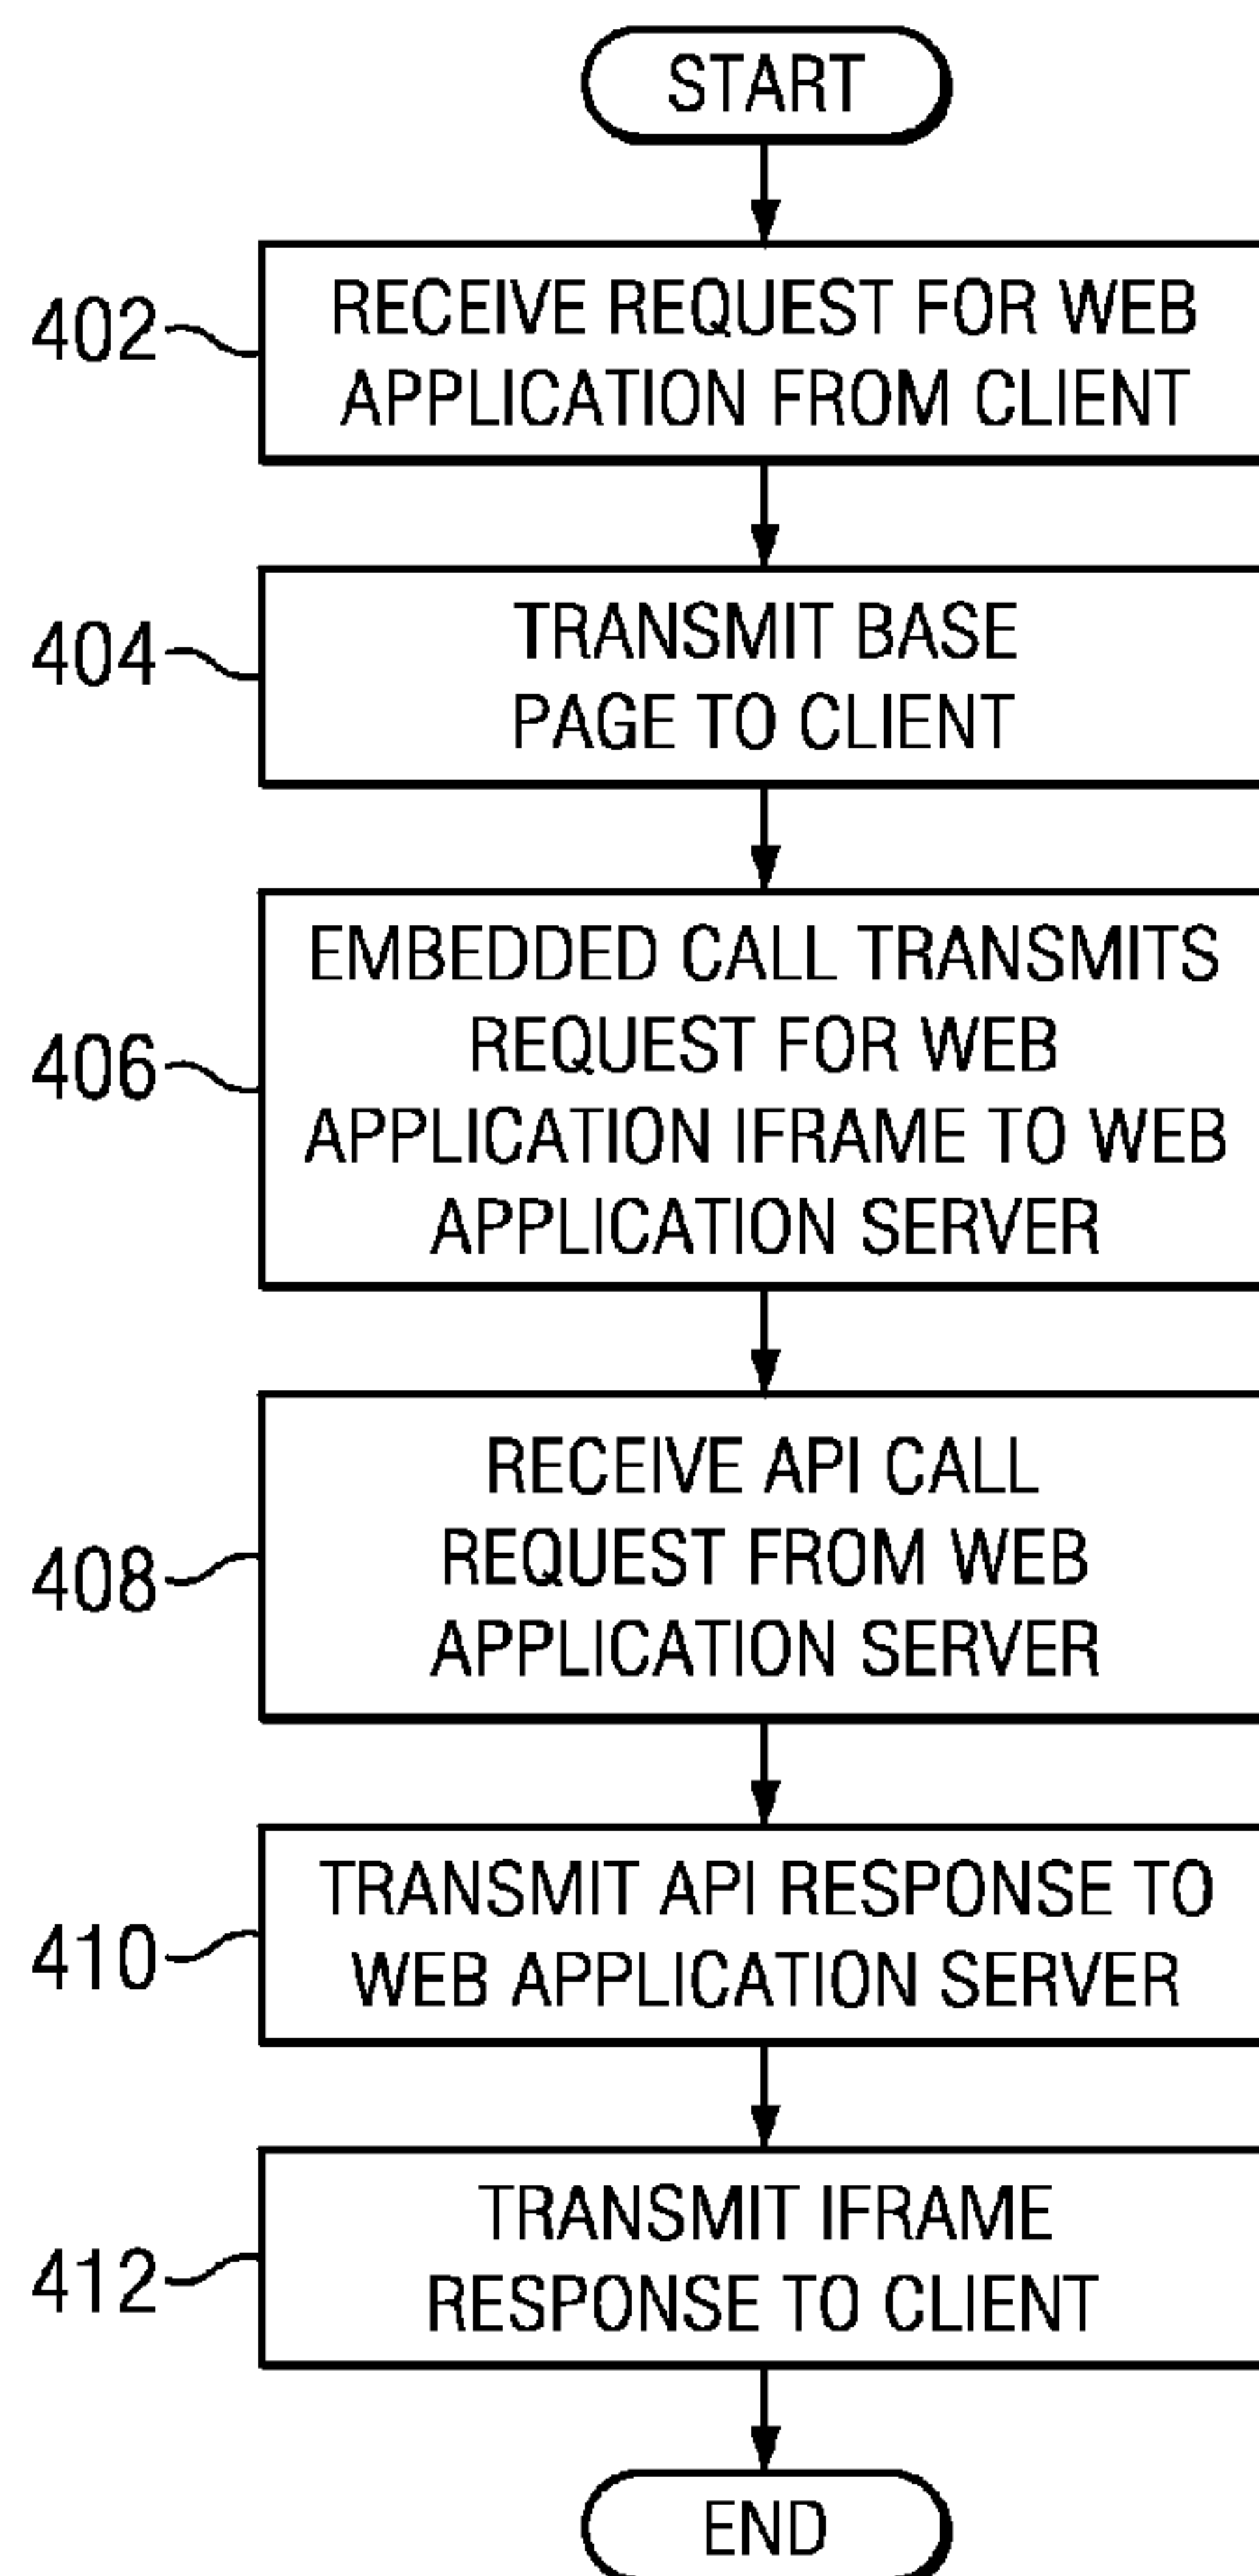 START
402
RECEIVE REQUEST FOR WEB
APPLICATION FROM CLIENT
404
TRANSMIT BASE
PAGE TO CLIENT
406
EMBEDDED CALL TRANSMITS
REQUEST FOR WEB
APPLICATION IFRAME TO WEB
APPLICATION SERVER
408
RECEIVE API CALL
REQUEST FROM WEB
APPLICATION SERVER
410
TRANSMIT API RESPONSE TO
WEB APPLICATION SERVER
412
TRANSMIT IFRAME
RESPONSE TO CLIENT
END